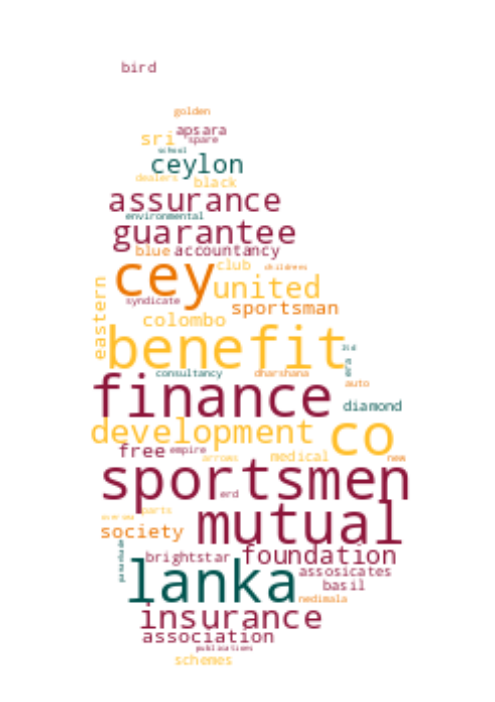 bird
golden
apsara
sri spare
school
ceylon
dealers black
assurance
environmental
guarantee
blue accountancy
club childrens
cey united
eastern
syndicate sportsman
colombo
benefit
era
consultancy dharshana
auto
finance diamond
development co
free empire
arrows medical new
sportsmen
erd
parts
society mutual
brightstar foundation
assosicates
lanka basil
nedimala
insurance
association
publications
schemes